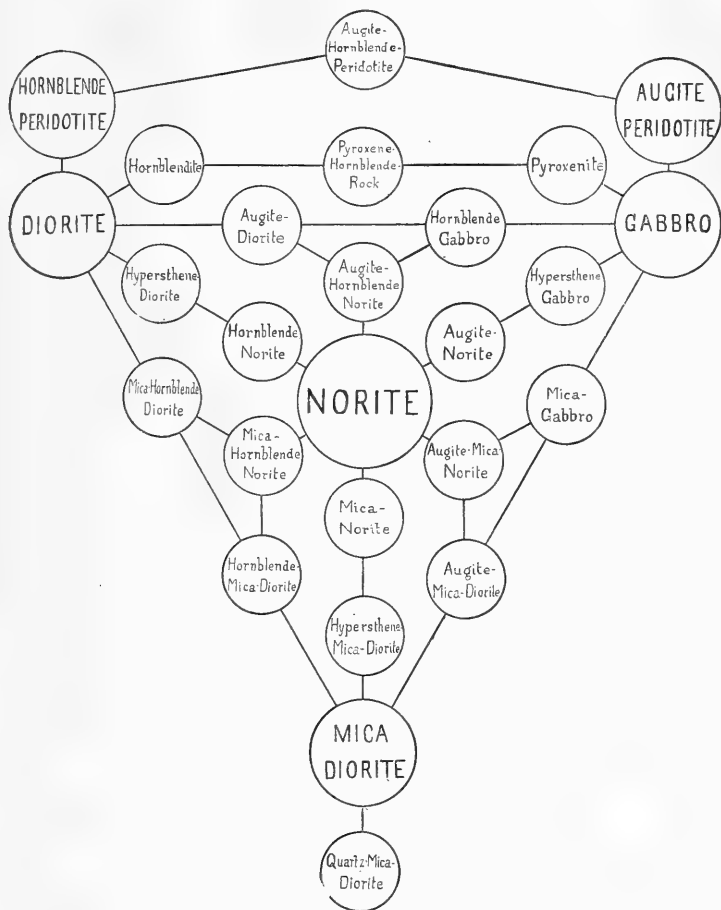 Augite-
Hornblende-
Peridotite
HORNBLENDE
PERIDOTITE
AUGITE
PERIDOTITE
Hornblendite
Pyroxene-
Hornblende-
Rock
Pyroxenite
DIORITE
Augite-
Diorite
Hornblende
Gabbro
GABBRO
Hypersthene-
Diorite
Augite-
Hornblende
Norite
Hypersthene
Gabbro
Hornblende
Norite
Augite-
Norite
NORITE
Mica-Hornblende
Diorite
Mica-
Gabbro
Mica-
Hornblende
Norite
Augite-Mica-
Norite
Mica-
Norite
Hornblende-
Mica-Diorite
Augite-
Mica-Diorite
Hypersthene
Mica-Diorite
MICA
DIORITE
Quartz-Mica-
Diorite